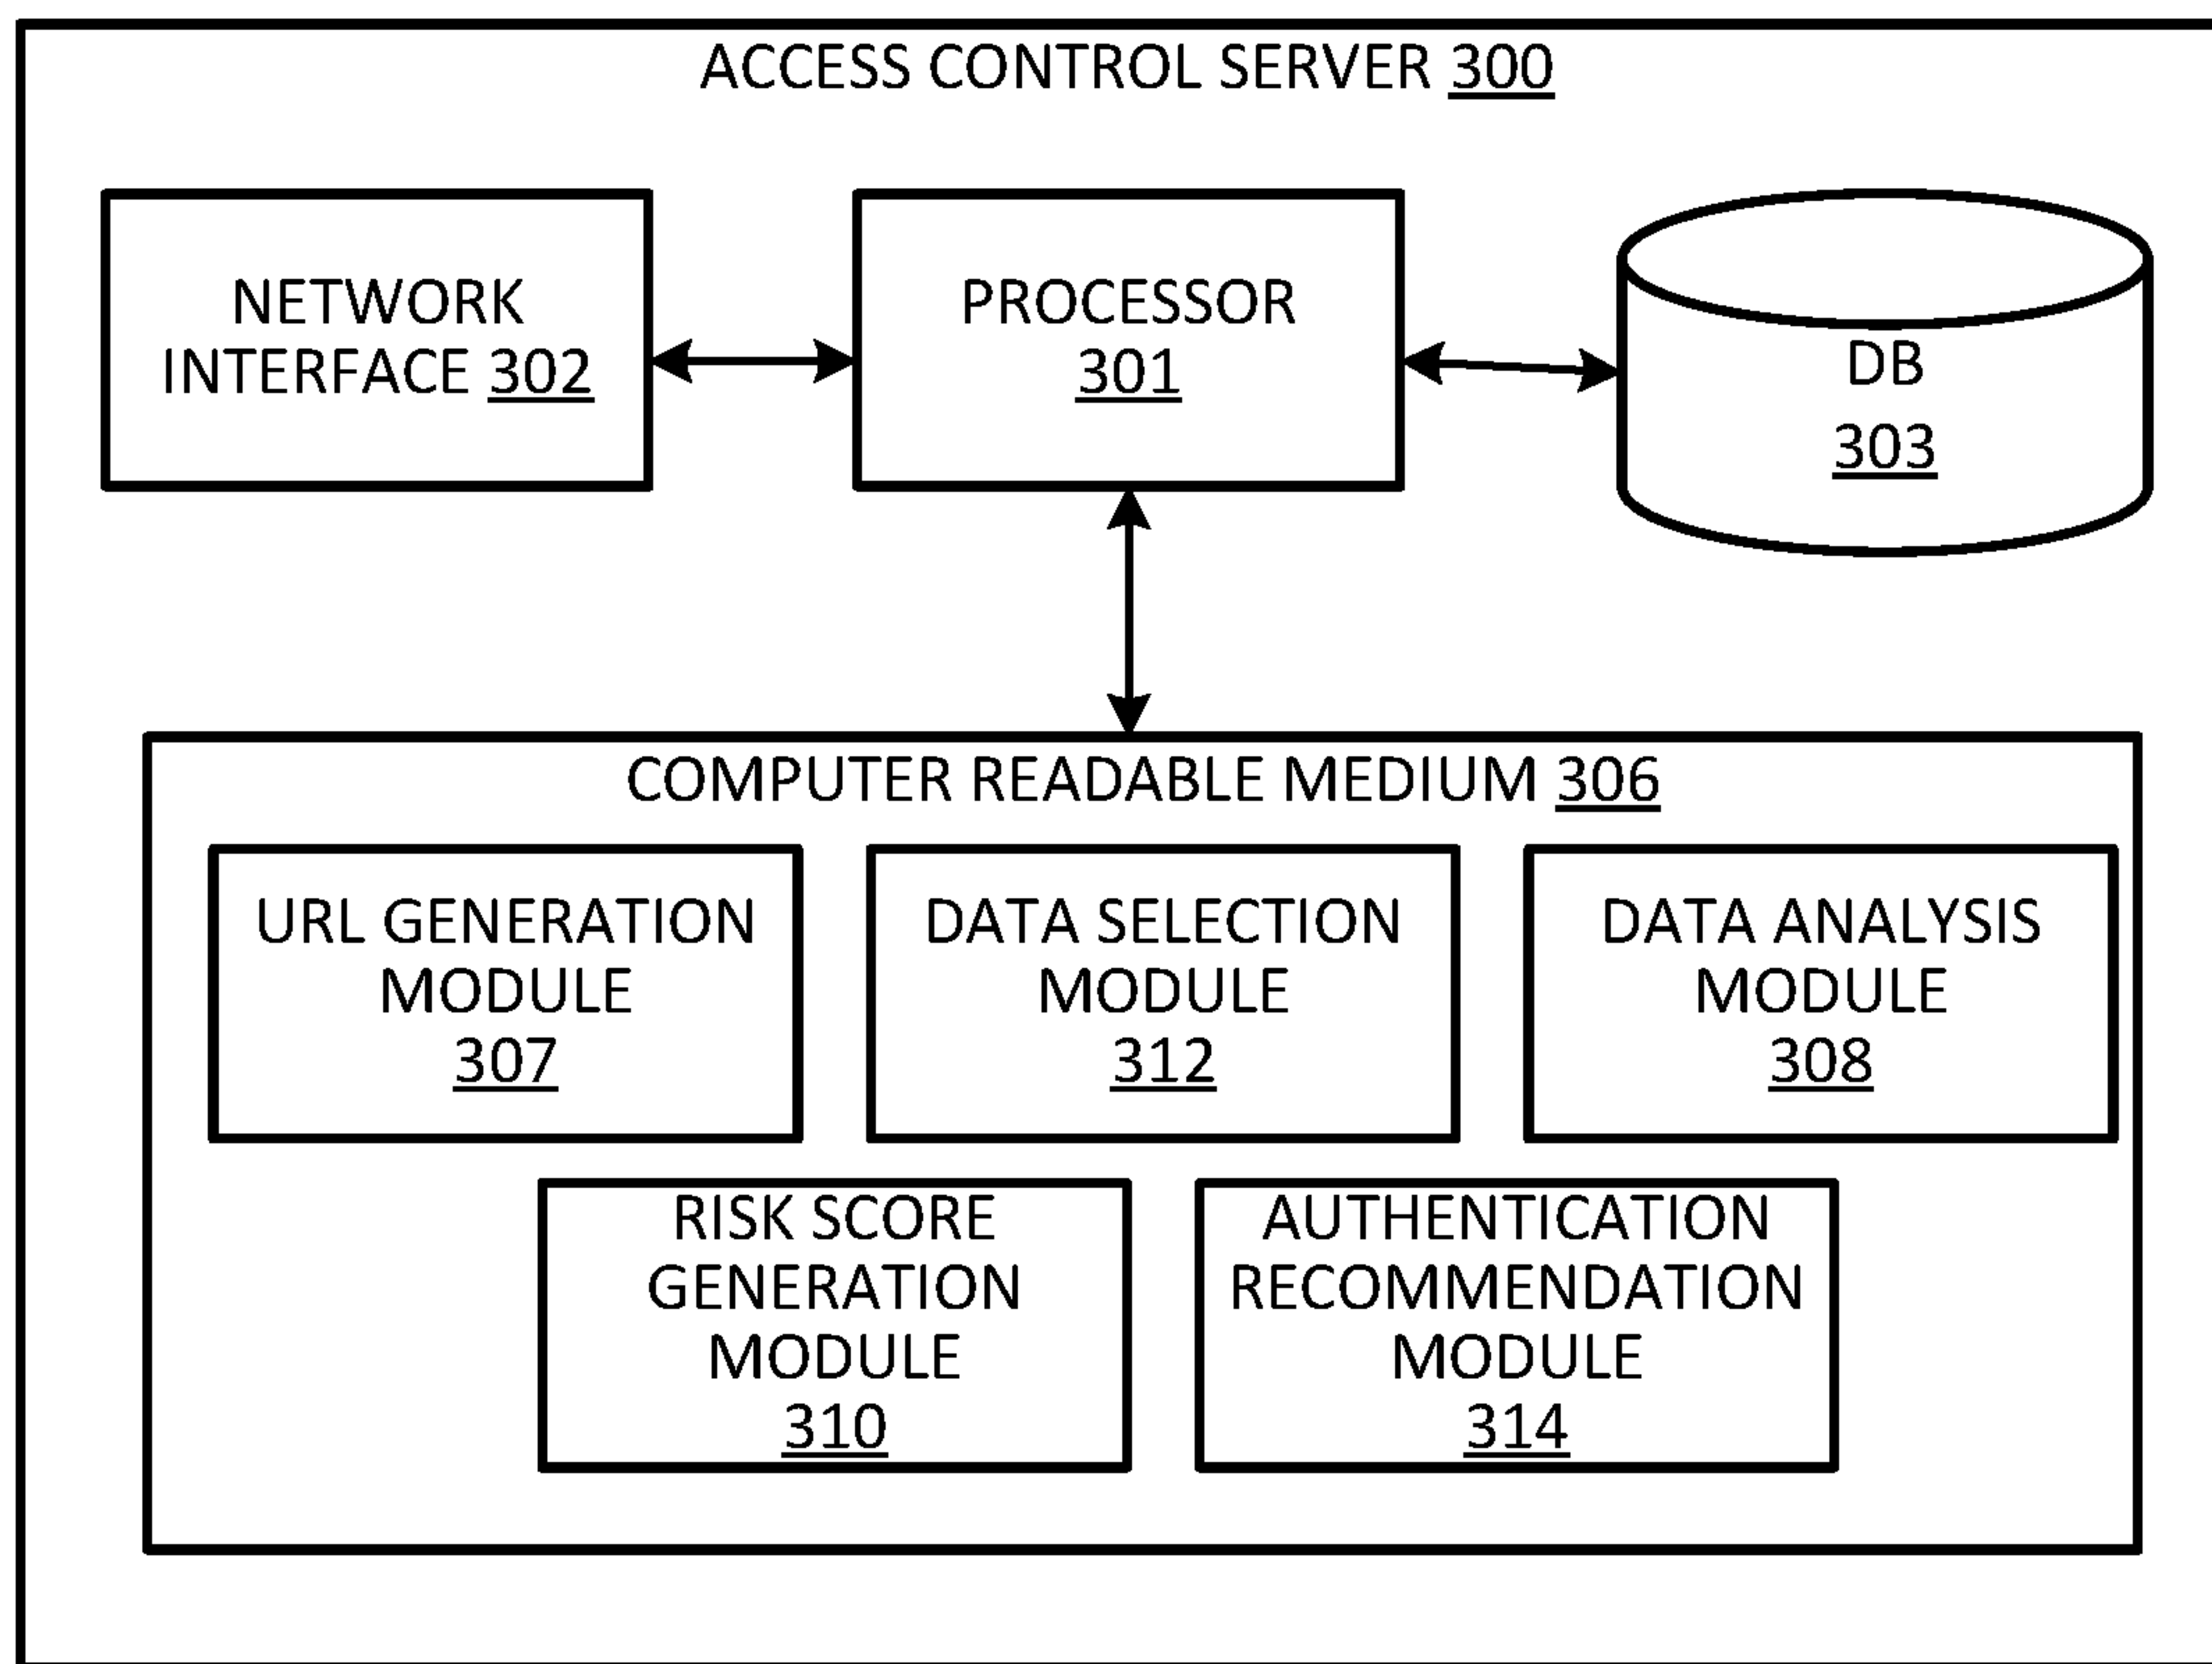 ACCESS CONTROL SERVER 300
NETWORK
INTERFACE 302
PROCESSOR
301
DB
303
COMPUTER READABLE MEDIUM 306
URL GENERATION
MODULE
307
DATA SELECTION
MODULE
312
DATA ANALYSIS
MODULE
308
RISK SCORE
GENERATION
MODULE
310
AUTHENTICATION
RECOMMENDATION
MODULE
314